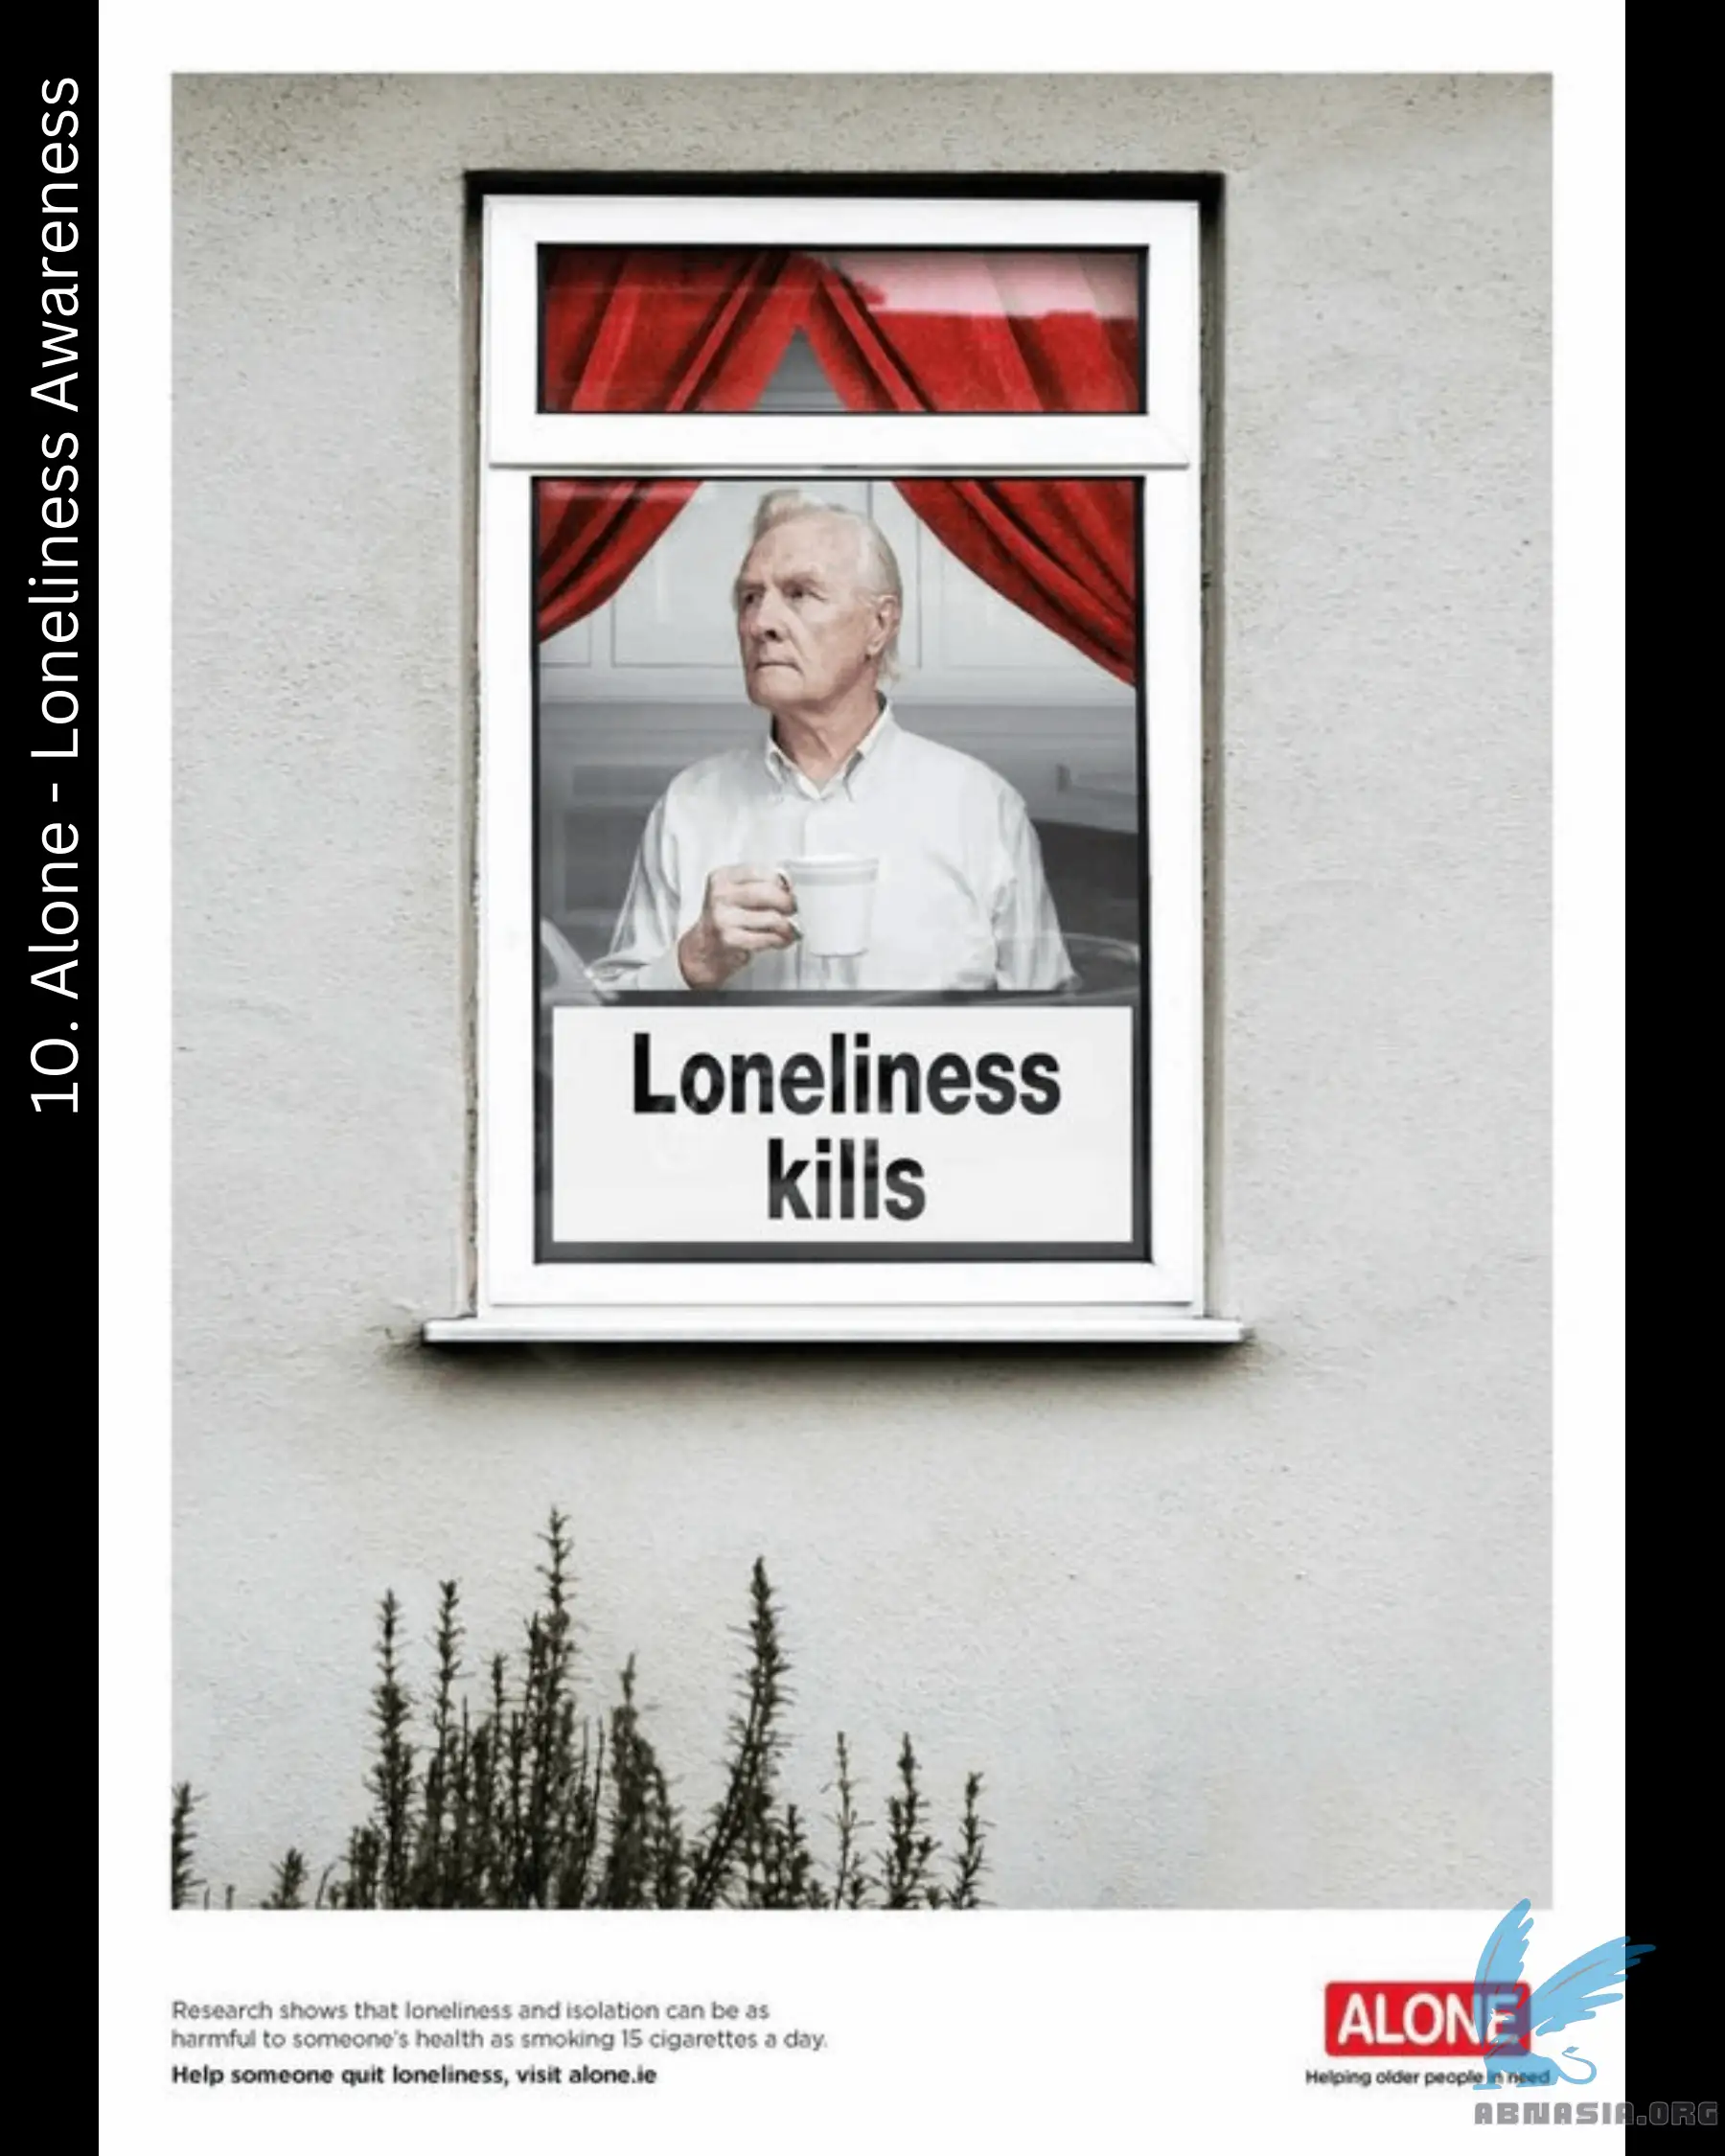 10. Alone - Loneliness Awareness
Loneliness
kills
Research shows that loneliness and isolation can be as
harmful to someone's health as smoking 15 cigarettes a day.
Help someone quit loneliness, visit alone.ie
ALONE
Helping older people in need
ABNASIA.ORG